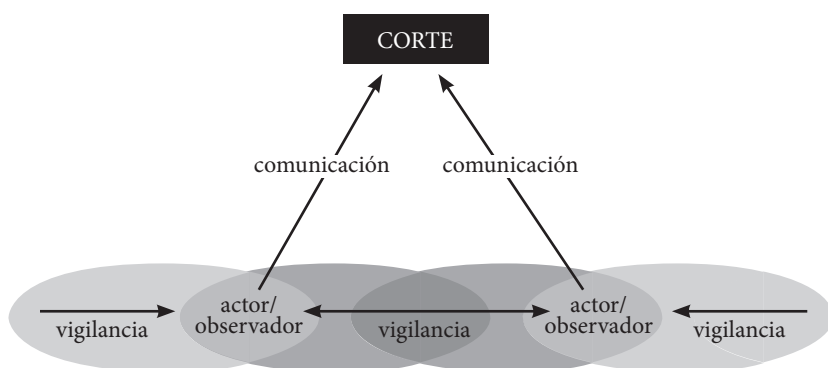 CORTE
comunicación
comunicación
actor/
observador
actor/
observador
vigilancia
vigilancia
vigilancia